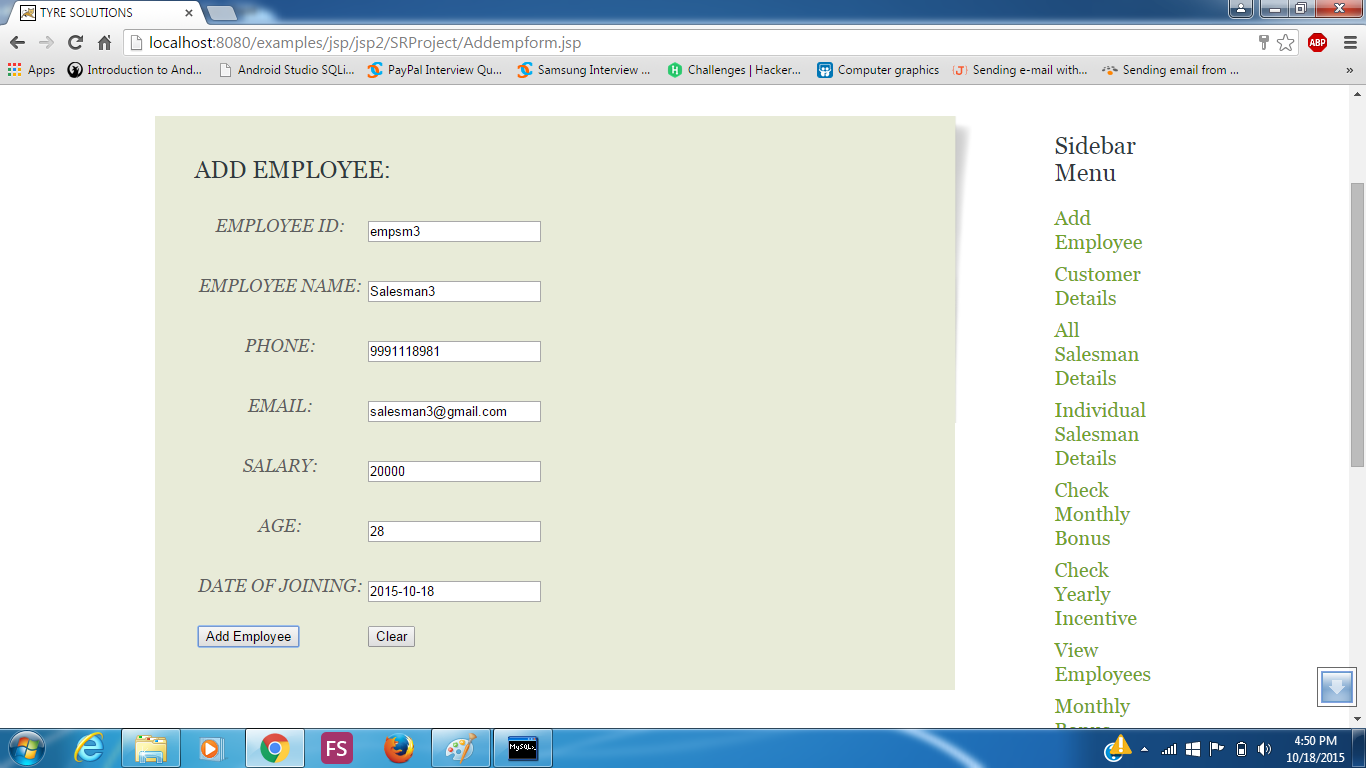 TYRE SOLUTIONS
localhost:8080/examples/jsp/jsp2/SRProject/Addempform.jsp
ABP
Apps
Introduction to And...
Android Studio SQLi...
PayPal Interview Qu...
Samsung Interview ...
Challenges | Hacker...
Computer graphics
Sending e-mail with...
Sending email from ...
»
ADD EMPLOYEE:
EMPLOYEE ID: empsm3
EMPLOYEE NAME: Salesman3
PHONE: 9991118981
EMAIL: salesman3@gmail.com
SALARY: 20000
AGE: 28
DATE OF JOINING: 2015-10-18
Add Employee Clear
Sidebar
Menu
Add
Employee
Customer
Details
All
Salesman
Details
Individual
Salesman
Details
Check
Monthly
Bonus
Check
Yearly
Incentive
View
Employees
Monthly
Bonus
FS
MySQL
4:50 PM
10/18/2015